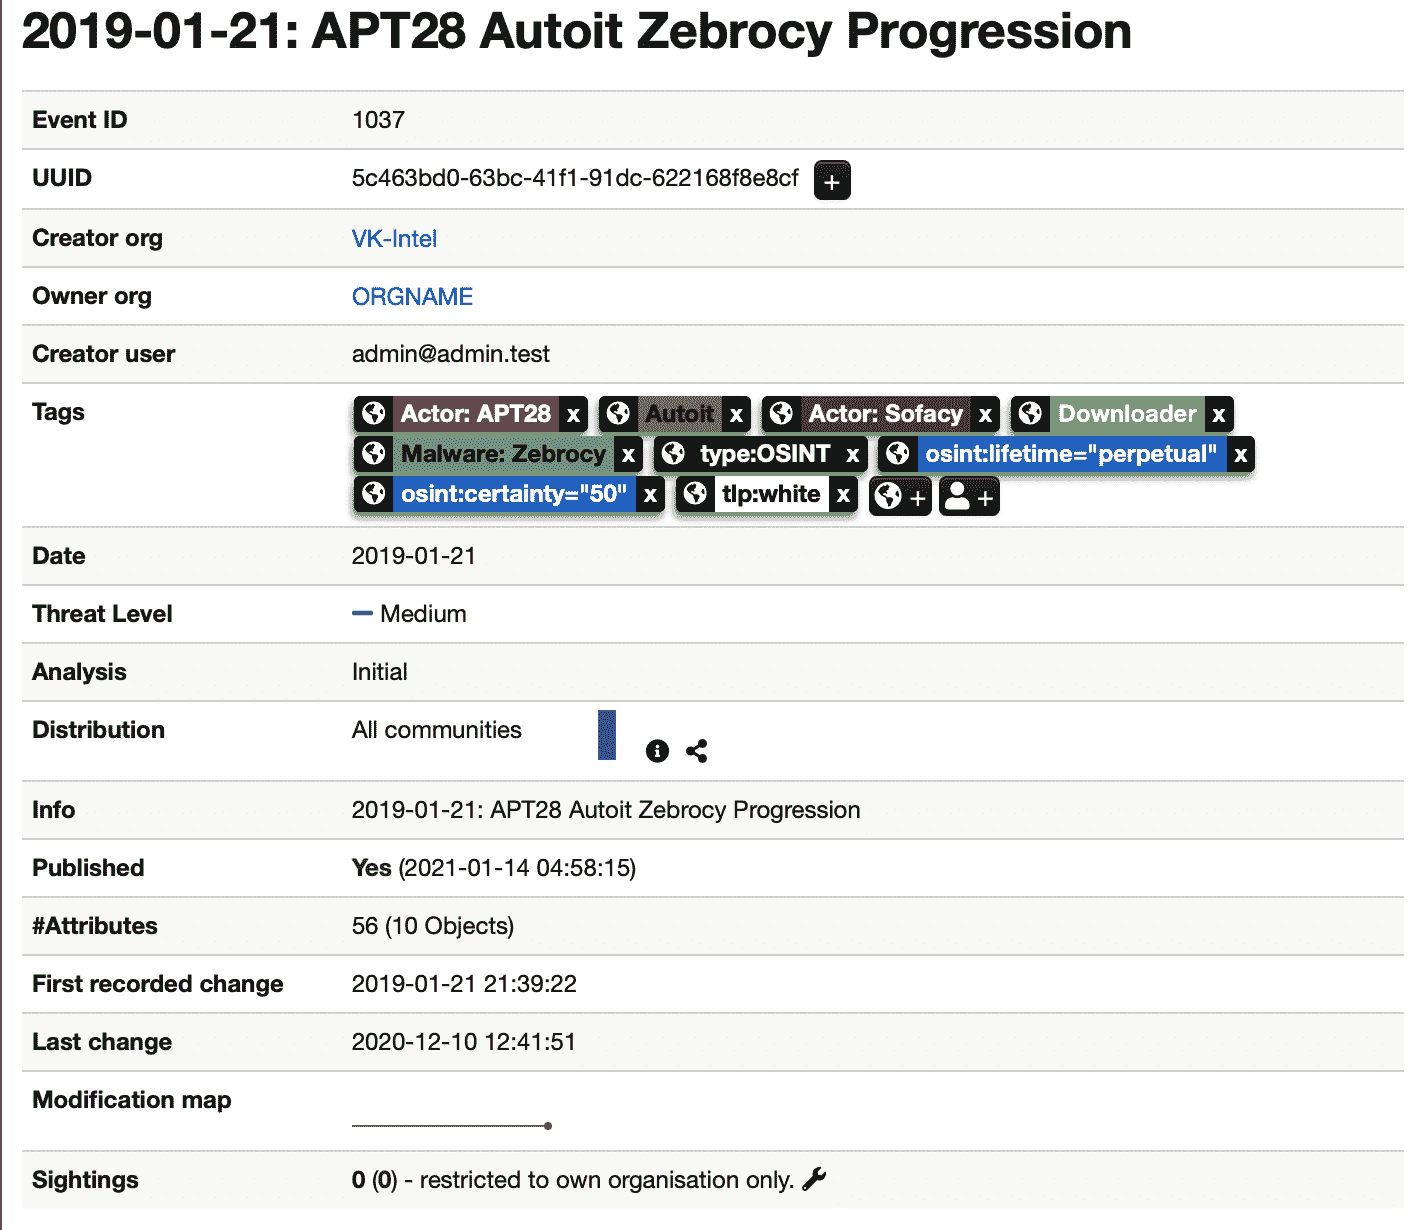 2019-01-21: APT28 Autoit Zebrocy Progression
Event ID 1037
UUID 5c463bd0-63bc-41f1-91dc-622168f8e8cf +
Creator org VK-Intel
Owner org ORGNAME
Creator user admin@admin.test
Tags Actor: APT28 x Autoit x Actor: Sofacy x Downloader x
Malware: Zebrocy x type:OSINT x osint:lifetime="perpetual" x
osint:certainty="50" x tlp:white x + +
Date 2019-01-21
Threat Level Medium
Analysis Initial
Distribution All communities
Info 2019-01-21: APT28 Autoit Zebrocy Progression
Published Yes (2021-01-14 04:58:15)
#Attributes 56 (10 Objects)
First recorded change 2019-01-21 21:39:22
Last change 2020-12-10 12:41:51
Modification map
Sightings 0 (0) - restricted to own organisation only.